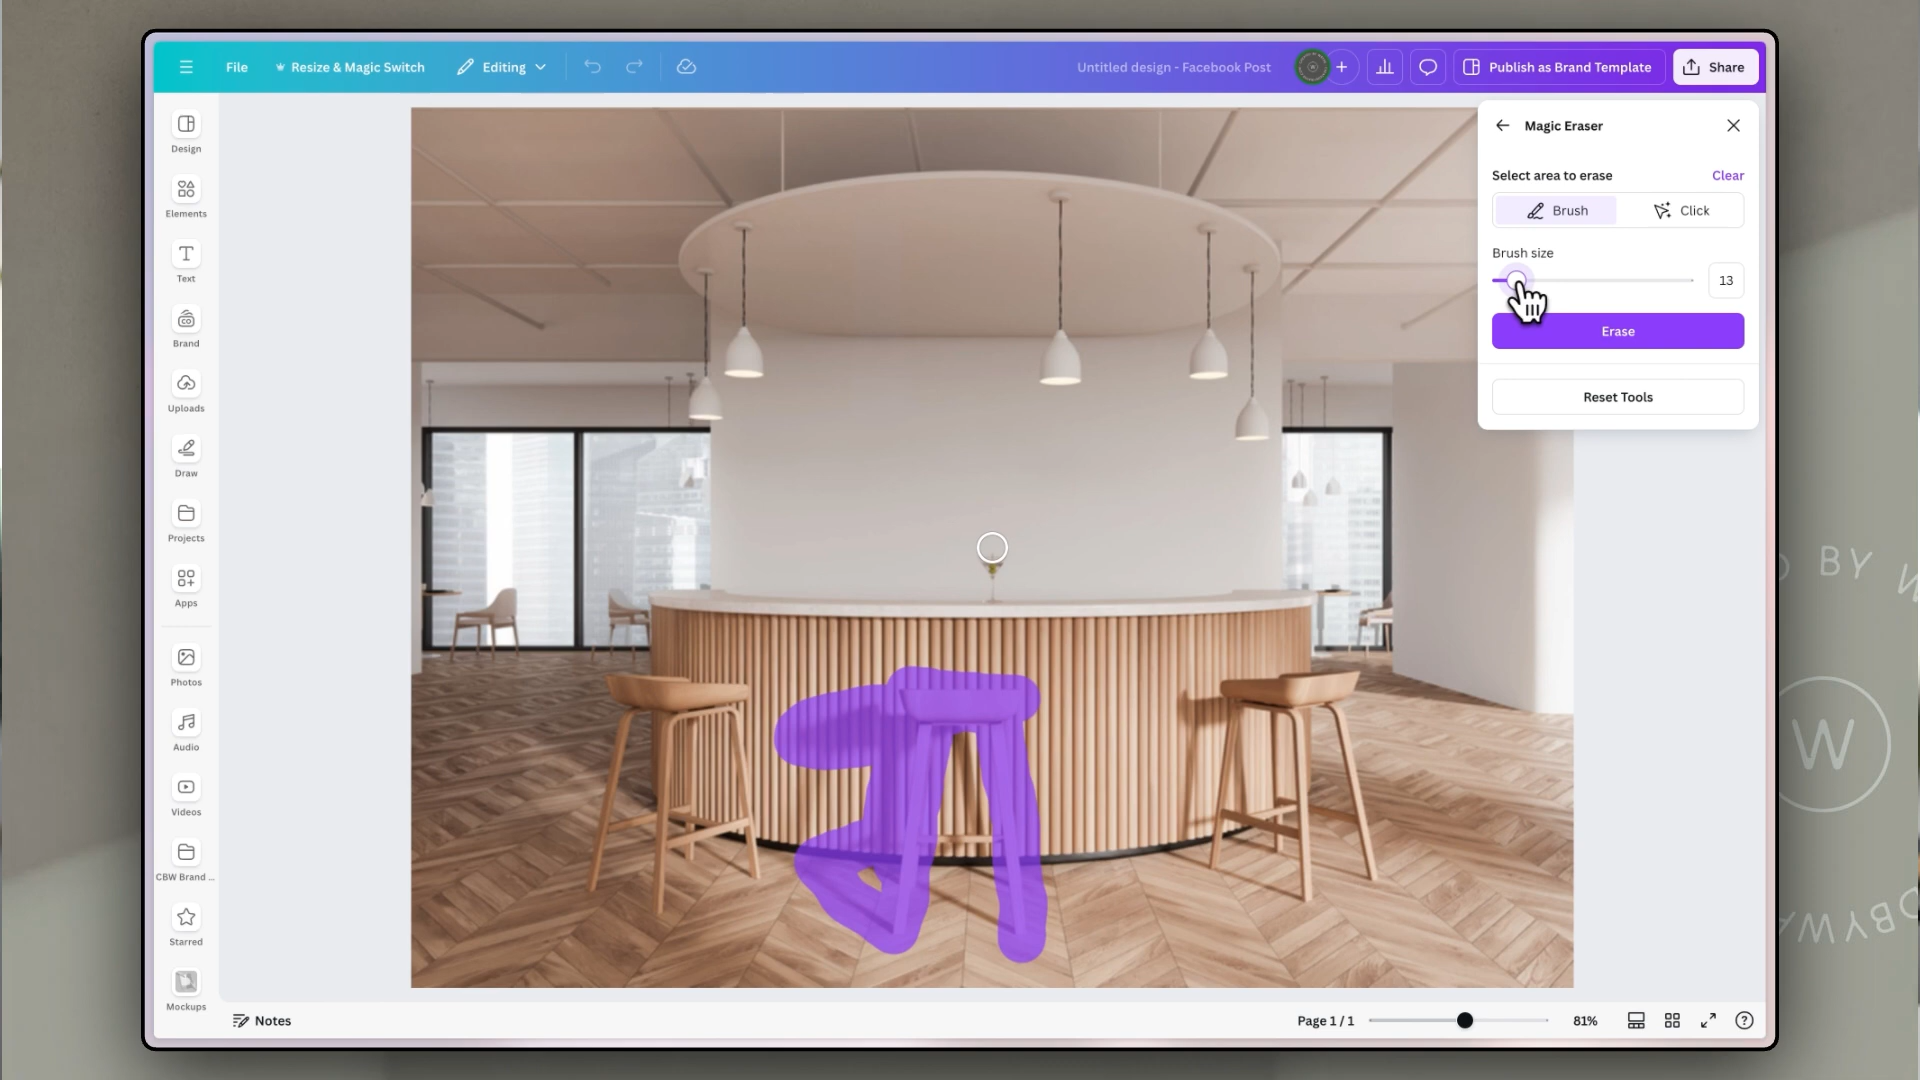 File
Resize & Magic Switch
Editing
Untitled design - Facebook Post
Publish as Brand Template
Share
Design
Elements
Text
Brand
Uploads
Draw
Projects
Apps
Photos
Audio
Videos
CBW Brand ...
Starred
Mockups
Magic Eraser
Select area to erase
Clear
Brush
Click
Brush size
13
Erase
Reset Tools
Notes
Page 1 / 1
81%
BY
W